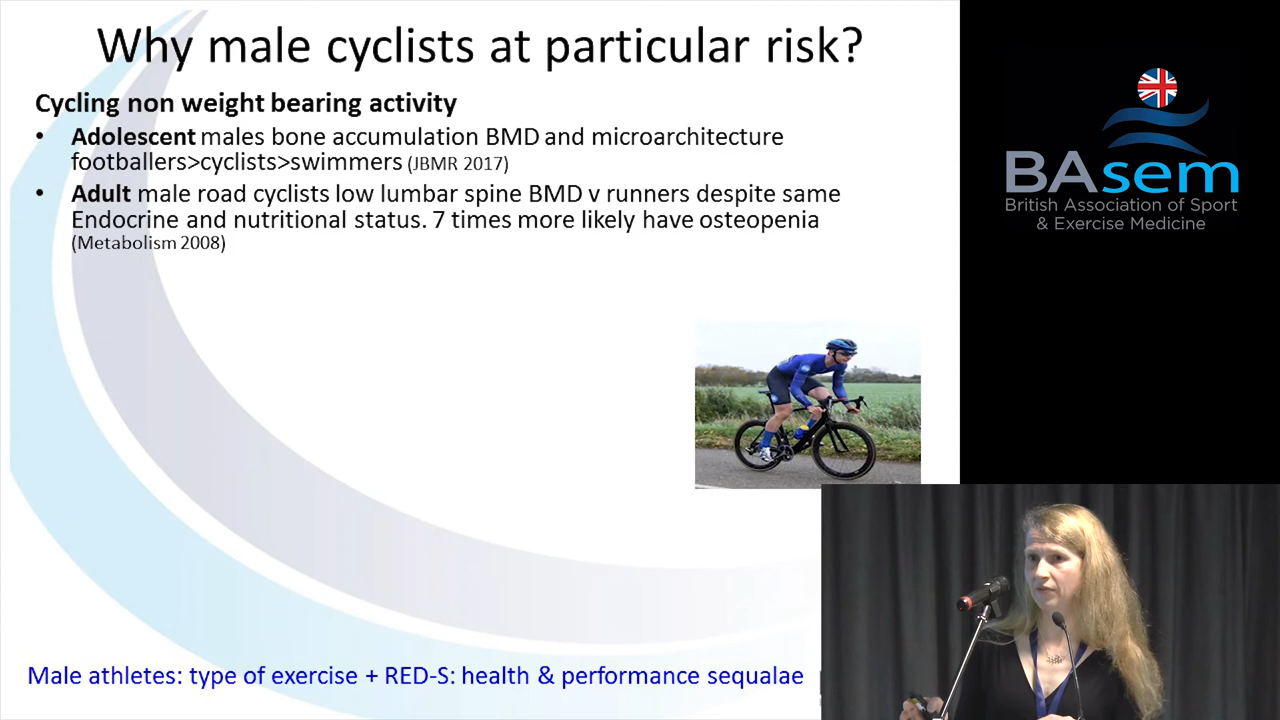 Why male cyclists at particular risk?
Cycling non weight bearing activity
• Adolescent males bone accumulation BMD and microarchitecture
footballers>cyclists>swimmers (JBMR 2017)
• Adult male road cyclists low lumbar spine BMD v runners despite same
Endocrine and nutritional status. 7 times more likely have osteopenia
(Metabolism 2008)
Male athletes: type of exercise + RED-S: health & performance sequalae
BAsem
British Association of Sport
& Exercise Medicine